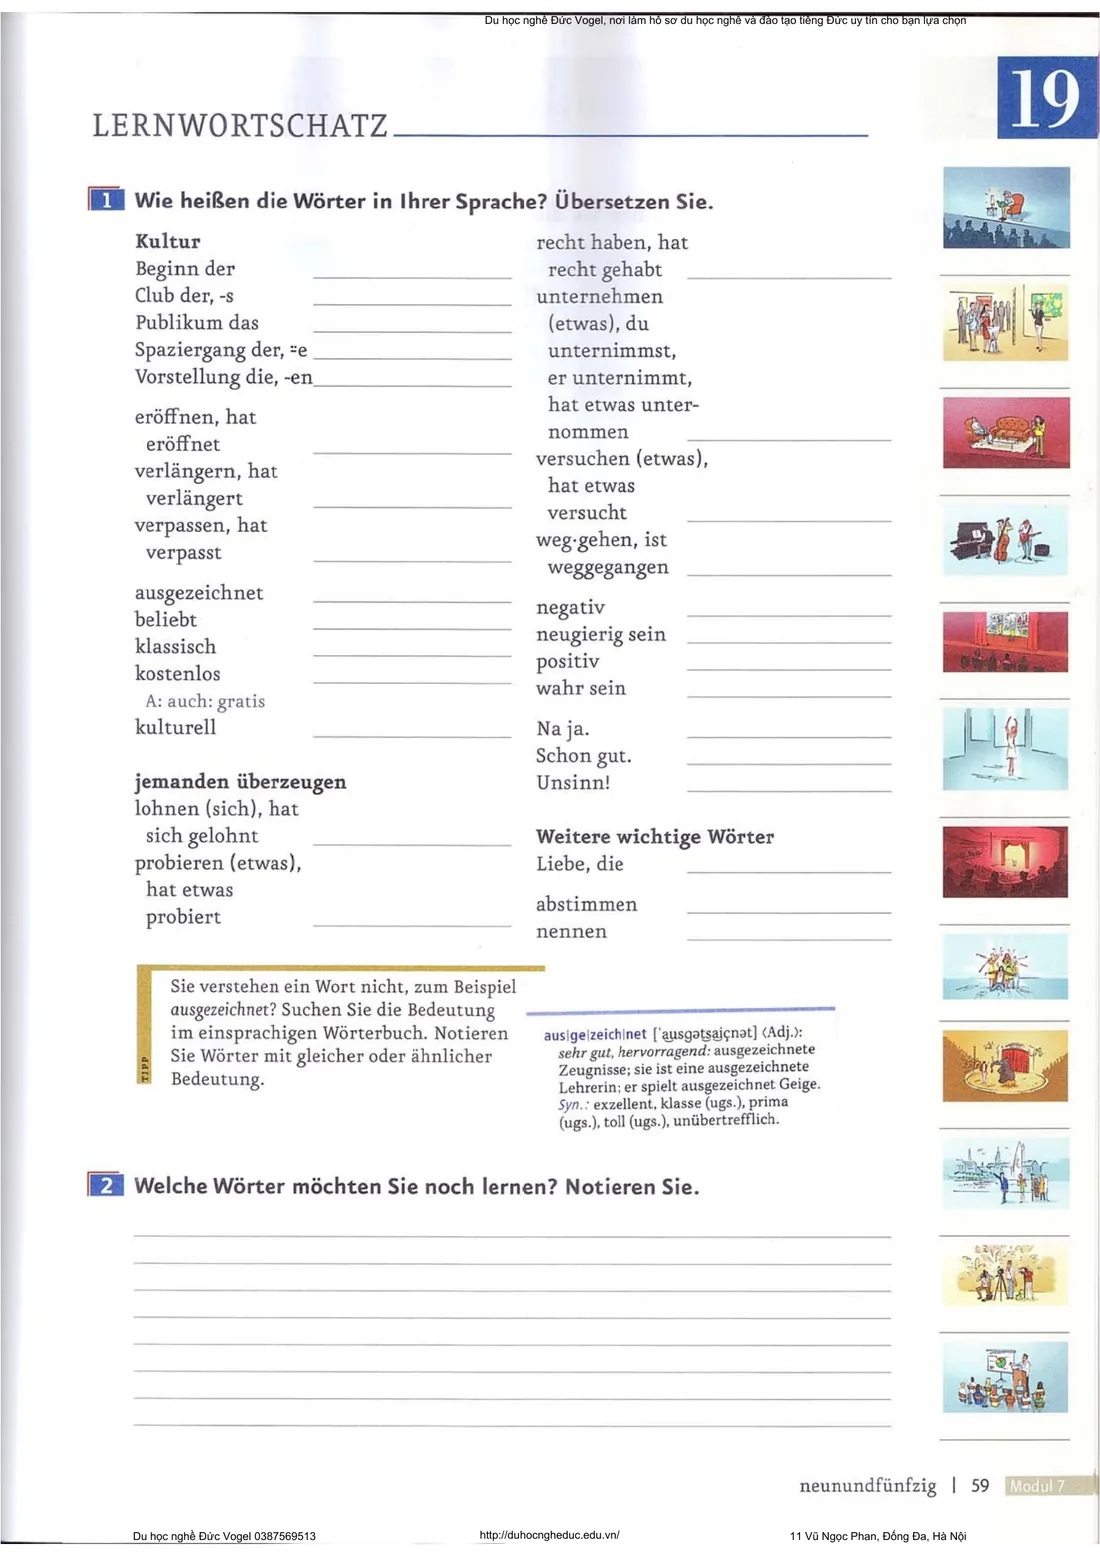 Du học nghề Đức Vogel, nơi làm hồ sơ du học nghề và đào tạo tiếng Đức uy tín cho bạn lựa chọn
19
LERNWORTSCHATZ
1 Wie heißen die Wörter in Ihrer Sprache? Übersetzen Sie.
Kultur
Beginn der
Club der, -s
Publikum das
Spaziergang der, ⸚e
Vorstellung die, -en
eröffnen, hat
eröffnet
verlängern, hat
verlängert
verpassen, hat
verpasst
ausgezeichnet
beliebt
klassisch
kostenlos
A: auch: gratis
kulturell
jemanden überzeugen
lohnen (sich), hat
sich gelohnt
probieren (etwas),
hat etwas
probiert
recht haben, hat
recht gehabt
unternehmen
(etwas), du
unternimmst,
er unternimmt,
hat etwas unter-
nommen
versuchen (etwas),
hat etwas
versucht
weg·gehen, ist
weggegangen
negativ
neugierig sein
positiv
wahr sein
Na ja.
Schon gut.
Unsinn!
Weitere wichtige Wörter
Liebe, die
abstimmen
nennen
TIPP
Sie verstehen ein Wort nicht, zum Beispiel
ausgezeichnet? Suchen Sie die Bedeutung
im einsprachigen Wörterbuch. Notieren
Sie Wörter mit gleicher oder ähnlicher
Bedeutung.
aus|ge|zeich|net [ˈau̯sɡətsai̯çnət] ⟨Adj.⟩:
sehr gut, hervorragend: ausgezeichnete
Zeugnisse; sie ist eine ausgezeichnete
Lehrerin; er spielt ausgezeichnet Geige.
Syn.: exzellent, klasse (ugs.), prima
(ugs.), toll (ugs.), unübertrefflich.
2 Welche Wörter möchten Sie noch lernen? Notieren Sie.
neunundfünfzig | 59 Modul 7
Du học nghề Đức Vogel 0387569513
http://duhocngheduc.edu.vn/
11 Vũ Ngọc Phan, Đống Đa, Hà Nội